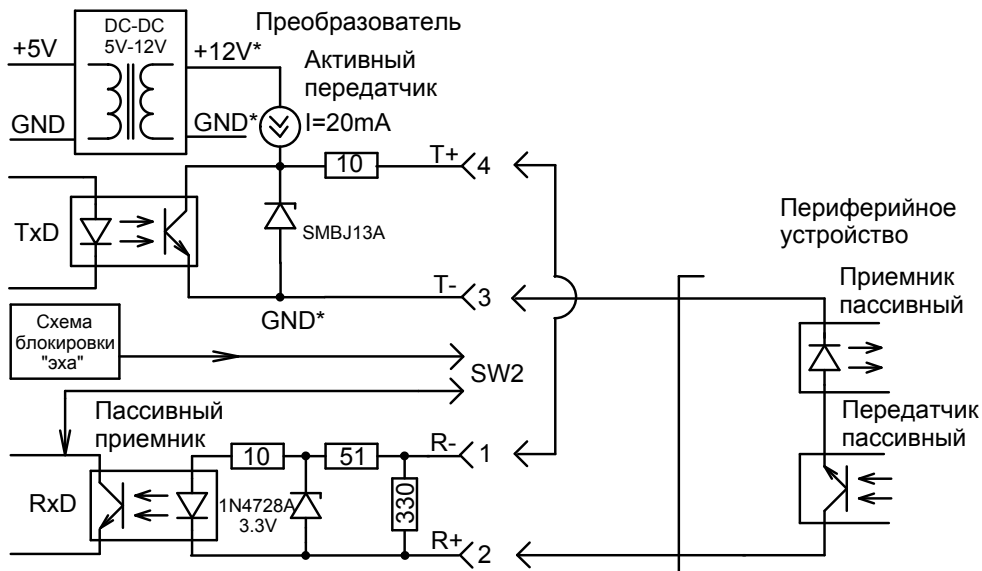 DC-DC
5V-12V
Преобразователь
+5V
+12V*
Активный
передатчик
GND
GND*
I=20mA
10
T+
4
TxD
SMBJ13A
Периферийное
устройство
T-
3
GND*
Приемник
пассивный
Схема
блокировки
"эха"
SW2
Пассивный
приемник
Передатчик
пассивный
10
51
R-
1
RxD
1N4728A
3.3V
330
R+
2